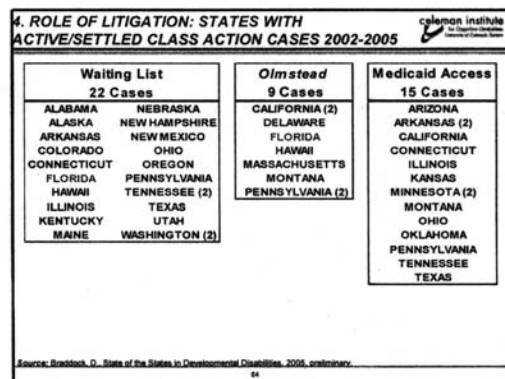 4. ROLE OF LITIGATION: STATES WITH
ACTIVE/SETTLED CLASS ACTION CASES 2002-2005
coleman institute
for Cognitive Disabilities
Waiting List
22 Cases
ALABAMA NEBRASKA
ALASKA NEW HAMPSHIRE
ARKANSAS NEW MEXICO
COLORADO OHIO
CONNECTICUT OREGON
FLORIDA PENNSYLVANIA
HAWAII TENNESSEE (2)
ILLINOIS TEXAS
KENTUCKY UTAH
MAINE WASHINGTON (2)
Olmstead
9 Cases
CALIFORNIA (2)
DELAWARE
FLORIDA
HAWAII
MASSACHUSETTS
MONTANA
PENNSYLVANIA (2)
Medicaid Access
15 Cases
ARIZONA
ARKANSAS (2)
CALIFORNIA
CONNECTICUT
ILLINOIS
KANSAS
MINNESOTA (2)
MONTANA
OHIO
OKLAHOMA
PENNSYLVANIA
TENNESSEE
TEXAS
Source: Braddock, D., State of the States in Developmental Disabilities, 2005, preliminary.
64